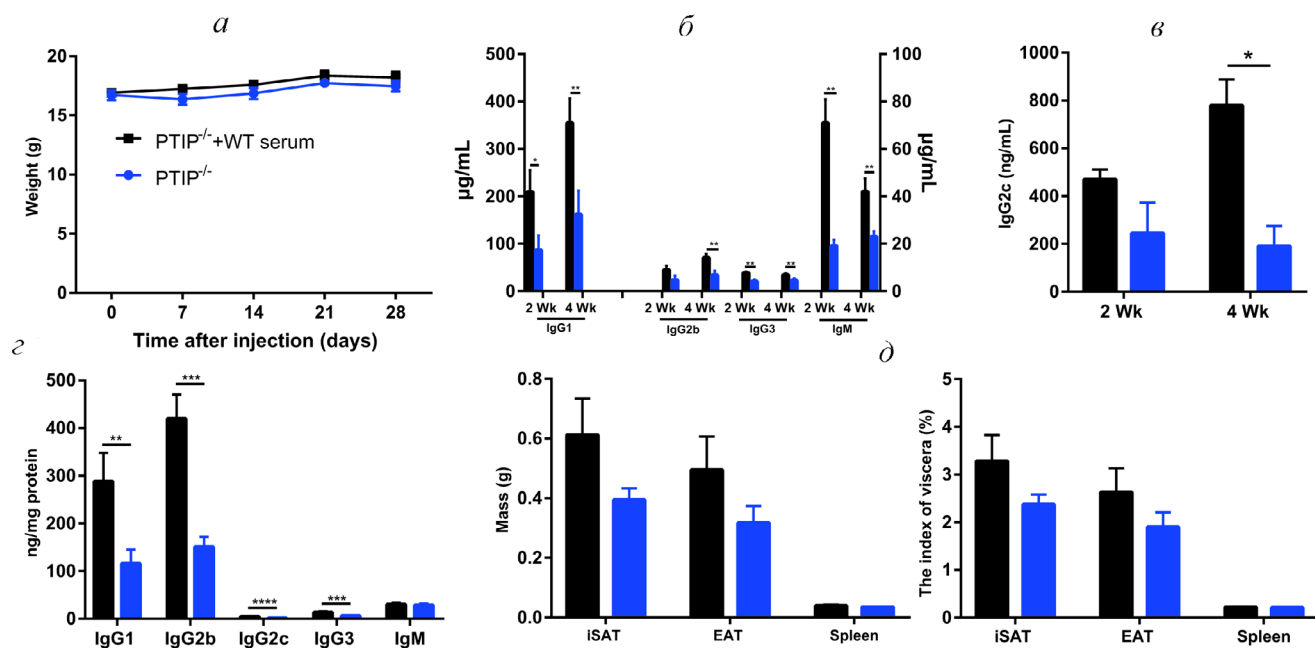 а
20
15
10
5
0
Weight (g)
PTIP-/-+WT serum
PTIP-/-
0 7 14 21 28
Time after injection (days)
б
500
400
300
200
100
0
µg/mL
100
80
60
40
20
0
µg/mL
* ** ** ** ** ** **
2 Wk 4 Wk 2 Wk 4 Wk 2 Wk 4 Wk 2 Wk 4 Wk
IgG1 IgG2b IgG3 IgM
в
1000
800
600
400
200
0
IgG2c (ng/mL)
*
2 Wk 4 Wk
г
500
400
300
200
100
0
ng/mg protein
** *** **** ***
IgG1 IgG2b IgG2c IgG3 IgM
д
0.8
0.6
0.4
0.2
0.0
Mass (g)
iSAT EAT Spleen
5
4
3
2
1
0
The index of viscera (%)
iSAT EAT Spleen